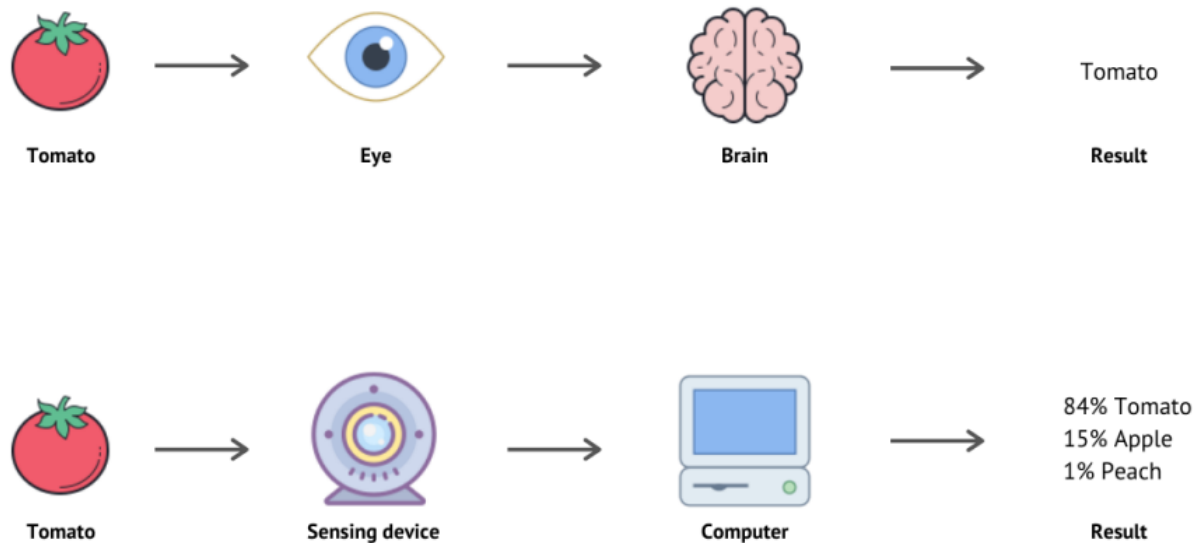 Tomato
Tomato Eye Brain Result
84% Tomato
15% Apple
1% Peach
Tomato Sensing device Computer Result